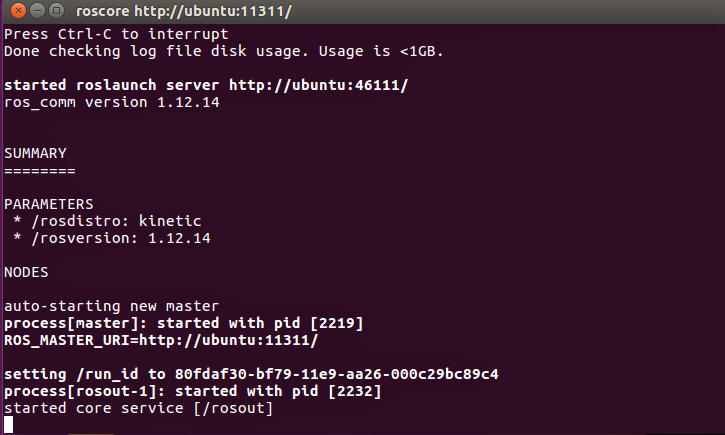 roscore http://ubuntu:11311/
Press Ctrl-C to interrupt
Done checking log file disk usage. Usage is <1GB.
started roslaunch server http://ubuntu:46111/
ros_comm version 1.12.14
SUMMARY
========
PARAMETERS
* /rosdistro: kinetic
* /rosversion: 1.12.14
NODES
auto-starting new master
process[master]: started with pid [2219]
ROS_MASTER_URI=http://ubuntu:11311/
setting /run_id to 80fdaf30-bf79-11e9-aa26-000c29bc89c4
process[rosout-1]: started with pid [2232]
started core service [/rosout]